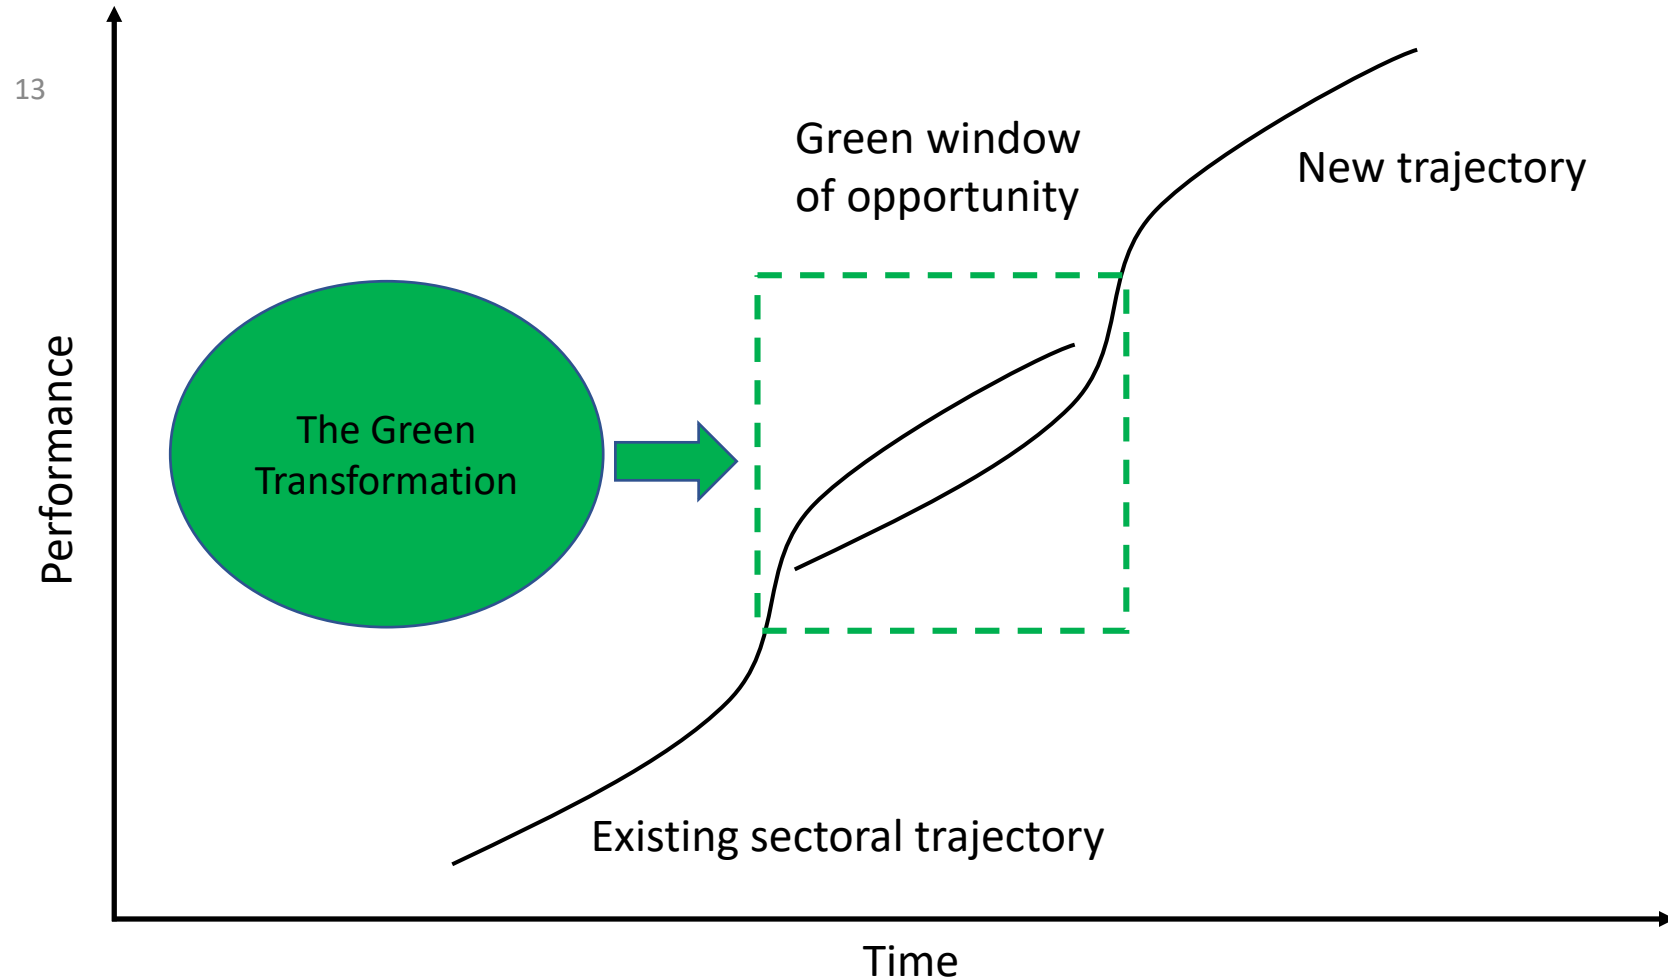 13
Green window
of opportunity
New trajectory
The Green
Transformation
Performance
Existing sectoral trajectory
Time